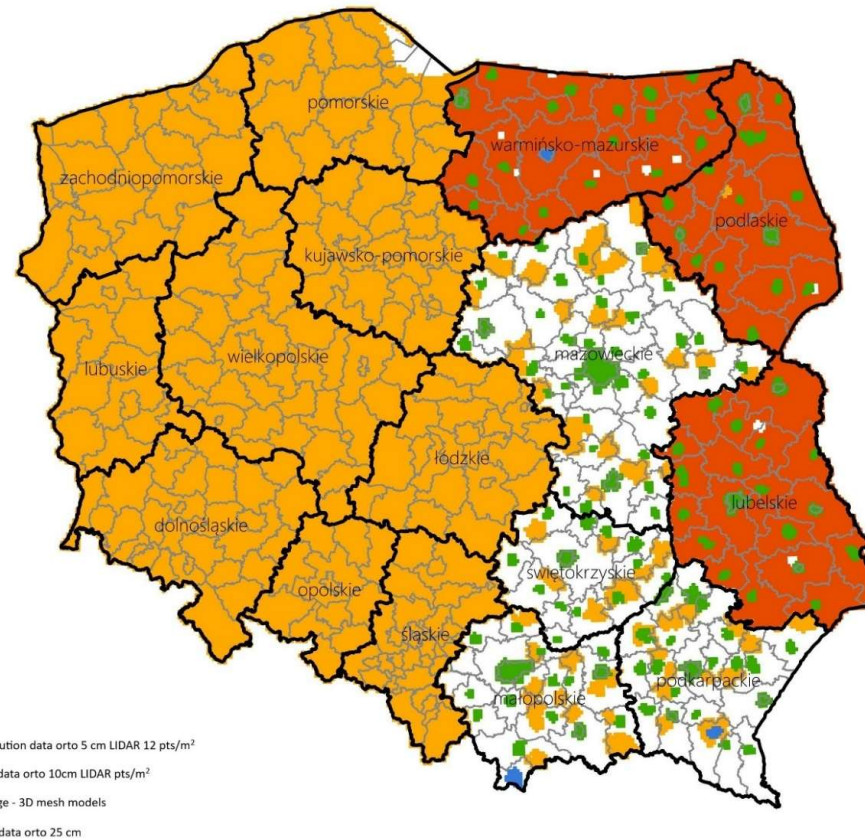 pomorskie
warmińsko-mazurskie
zachodniopomorskie
podlaskie
kujawsko-pomorskie
mazowieckie
wielkopolskie
lubuskie
łódzkie
lubelskie
dolnośląskie
świętokrzyskie
opolskie
śląskie
podkarpackie
małopolskie
data orto 5 cm LIDAR 12 pts/m²
data orto 10cm LIDAR pts/m²
- 3D mesh models
data orto 25 cm